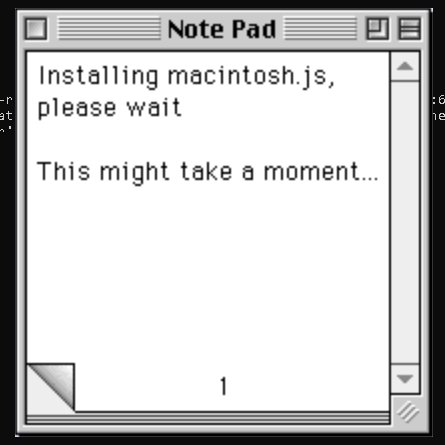 Note Pad
Installing macintosh.js,
please wait
This might take a moment...
1